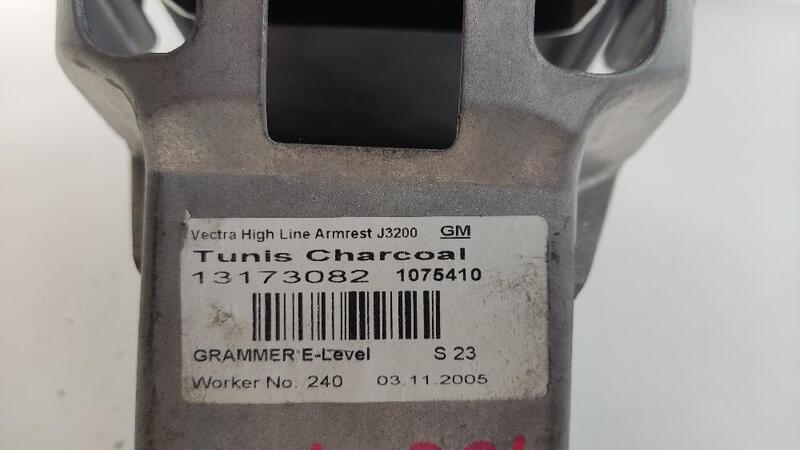 Vectra High Line Armrest J3200 GM
Tunis Charcoal
13173082 1075410
GRAMMER E-Level S 23
Worker No. 240 03.11.2005